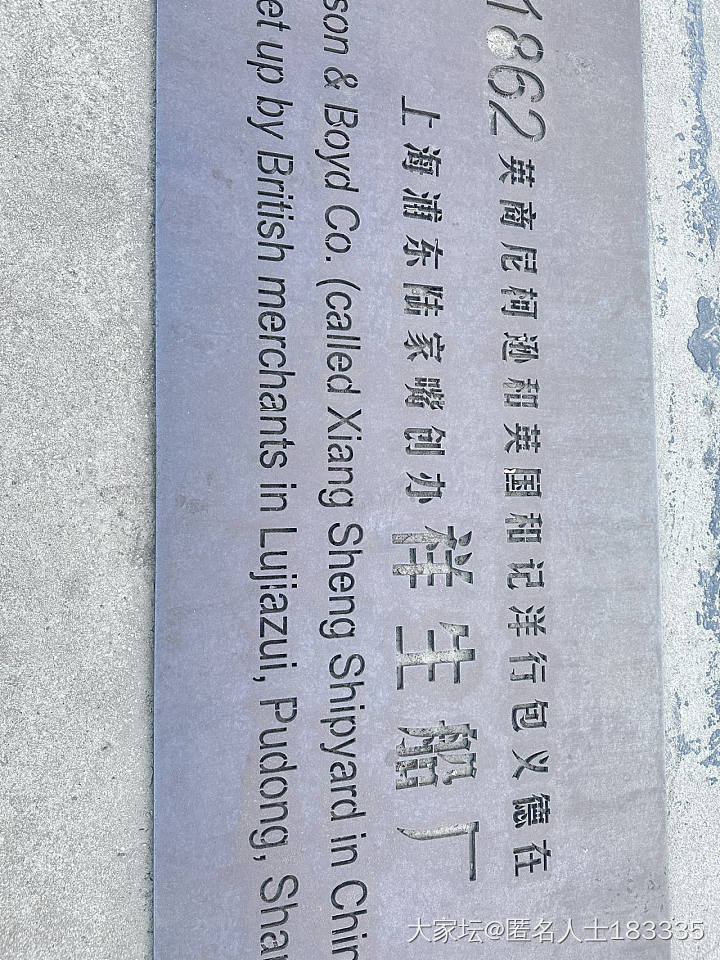 1862 英商尼柯逊和英国和记洋行包义德在
上海浦东陆家嘴创办祥生船厂
son & Boyd Co. (called Xiang Sheng Shipyard in Chin
et up by British merchants in Lujiazui, Pudong, Shan
大家坛@匿名人士183335